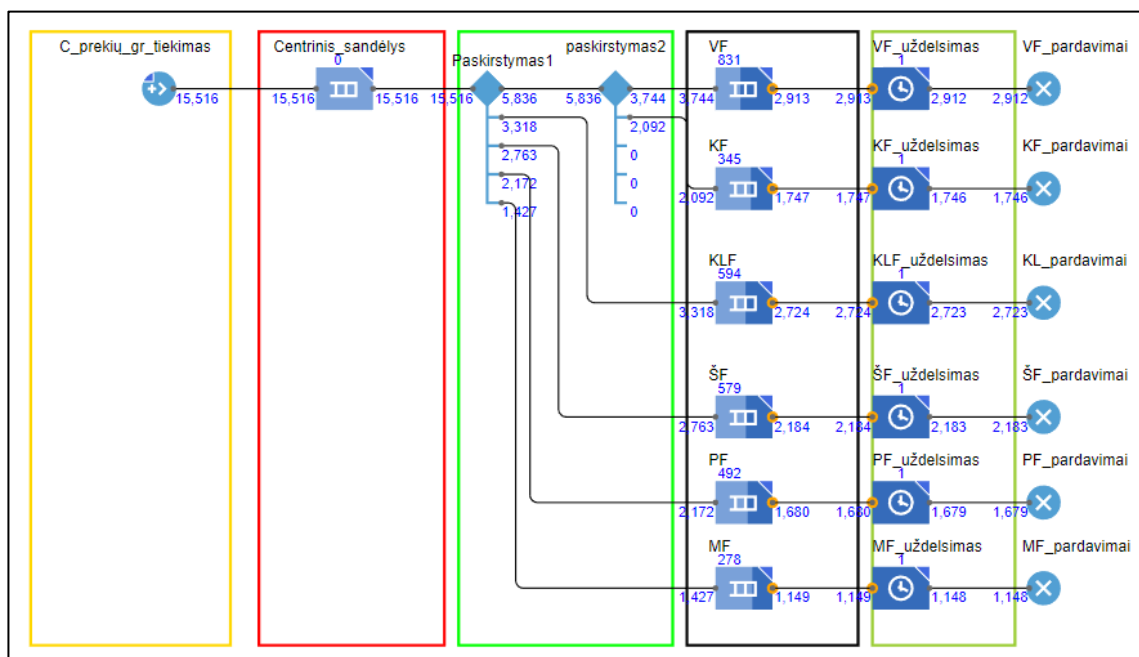 C_prekių_gr_tiekimas
15,516
Centrinis_sandėlys
0
15,516 15,516
Paskirstymas1
15,516 5,836
3,318
2,763
2,172
1,427
paskirstymas2
5,836 3,744
2,092
0
0
0
VF
831
3,744 2,913
VF_uždelsimas
1
2,913 2,912
VF_pardavimai
2,912
KF
345
2,092 1,747
KF_uždelsimas
1
1,747 1,746
KF_pardavimai
1,746
KLF
594
3,318 2,724
KLF_uždelsimas
1
2,724 2,723
KL_pardavimai
2,723
ŠF
579
2,763 2,184
ŠF_uždelsimas
1
2,184 2,183
ŠF_pardavimai
2,183
PF
492
2,172 1,680
PF_uždelsimas
1
1,680 1,679
PF_pardavimai
1,679
MF
278
1,427 1,149
MF_uždelsimas
1
1,149 1,148
MF_pardavimai
1,148